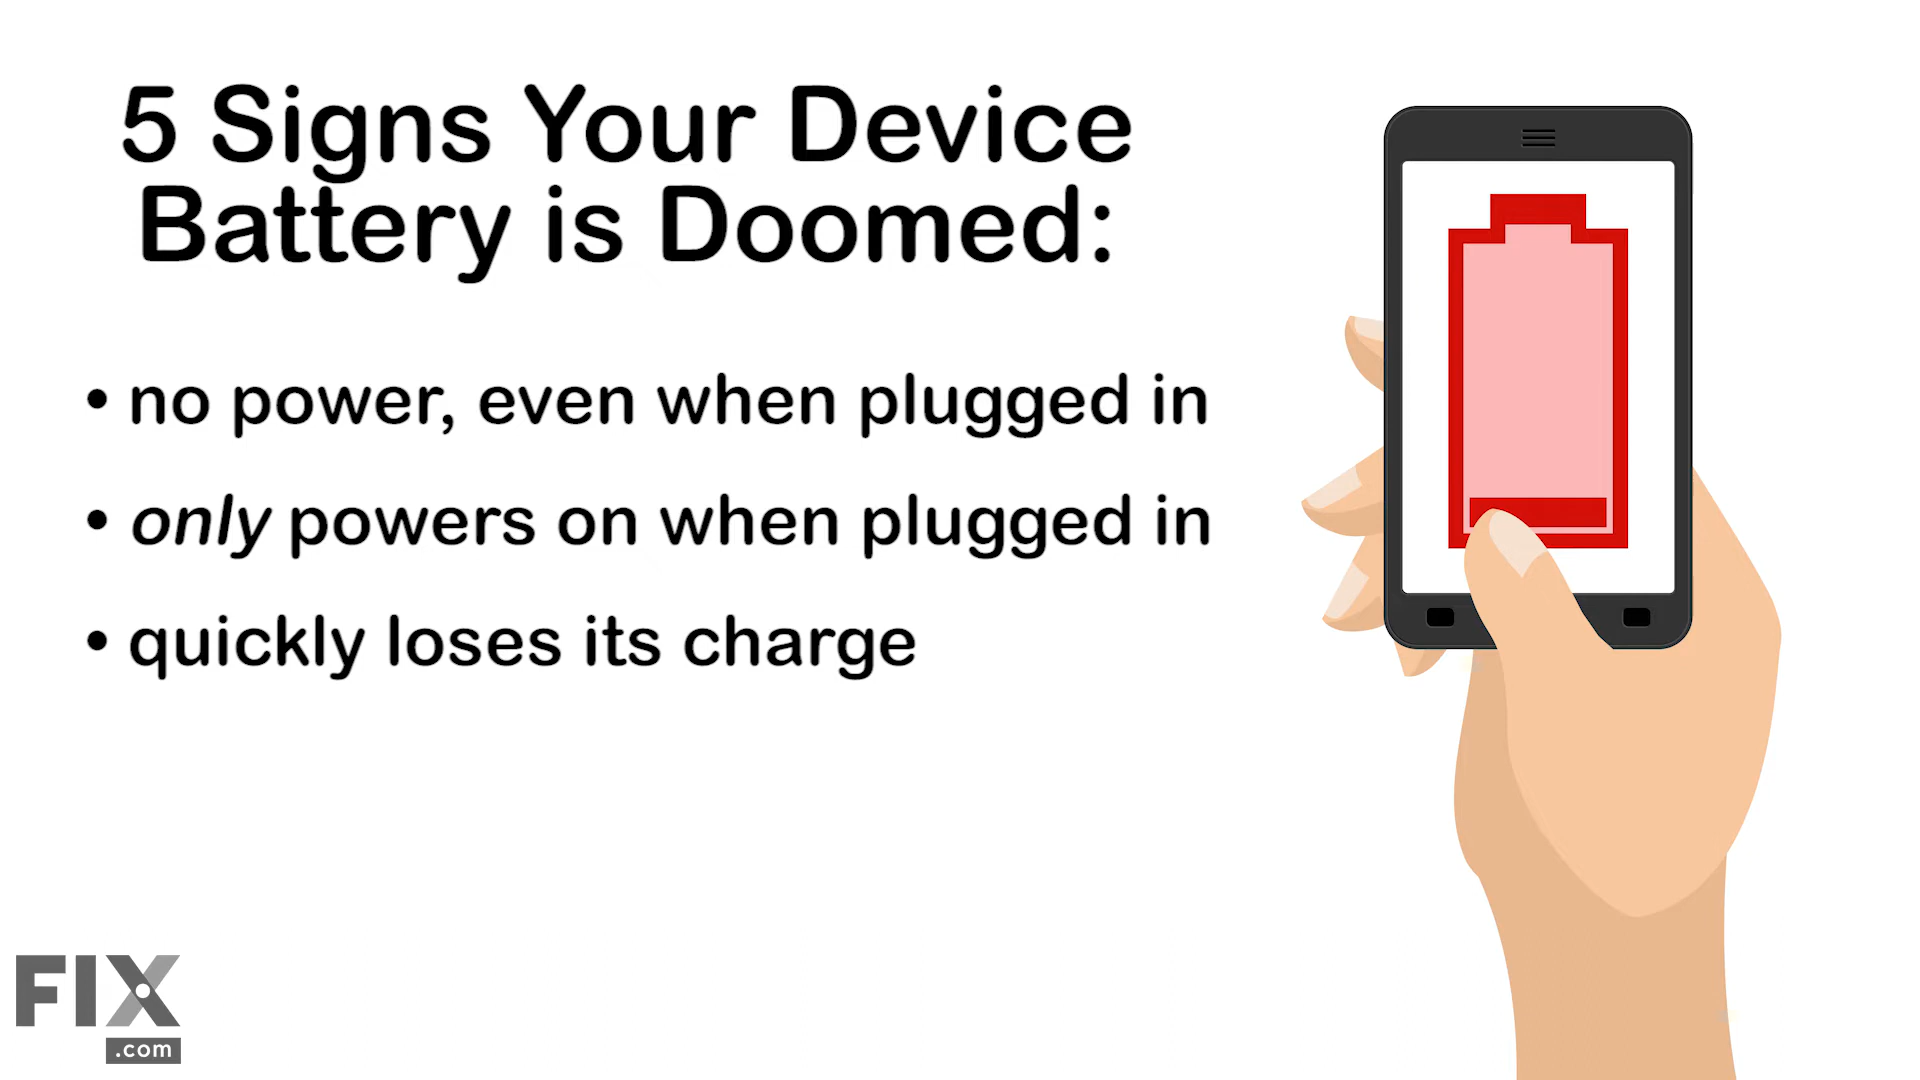 5 Signs Your Device
Battery is Doomed:
• no power, even when plugged in
• only powers on when plugged in
• quickly loses its charge
FIX
.com